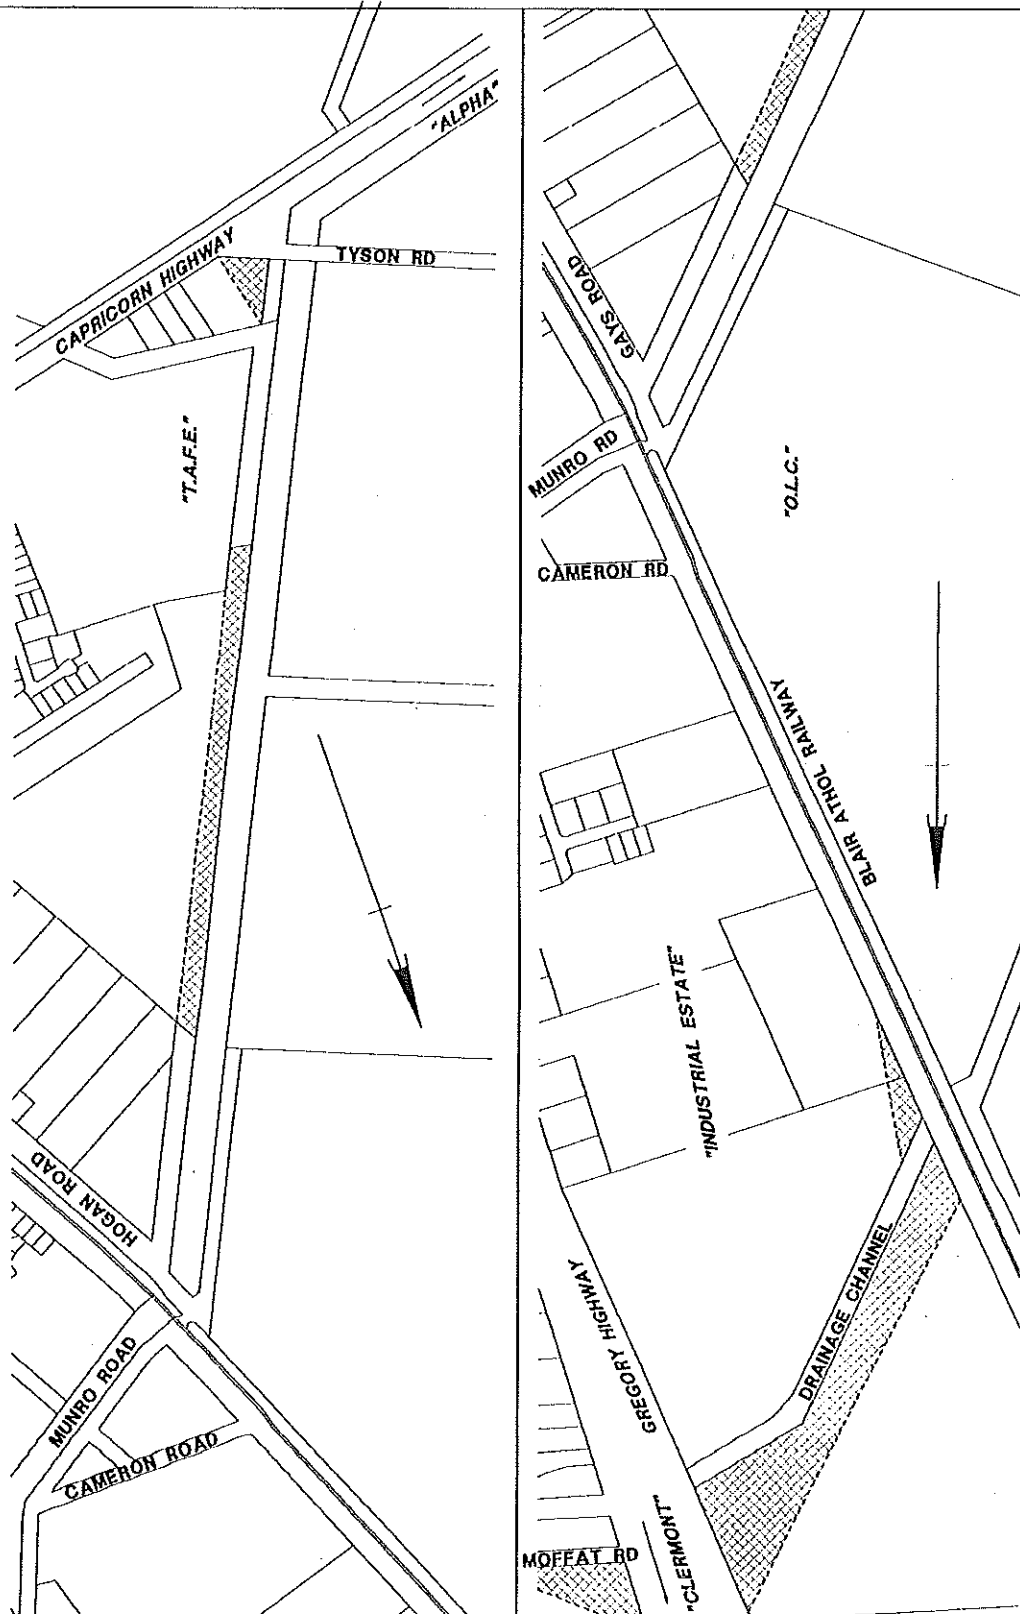 "ALPHA"
CAPRICORN HIGHWAY
TYSON RD
"T.A.F.E."
HOGAN ROAD
MUNRO ROAD
CAMERON ROAD
GAYS ROAD
MUNRO RD
"O.L.C."
CAMERON RD
BLAIR ATHOL RAILWAY
"INDUSTRIAL ESTATE"
GREGORY HIGHWAY
DRAINAGE CHANNEL
"CLERMONT"
MOFFAT RD